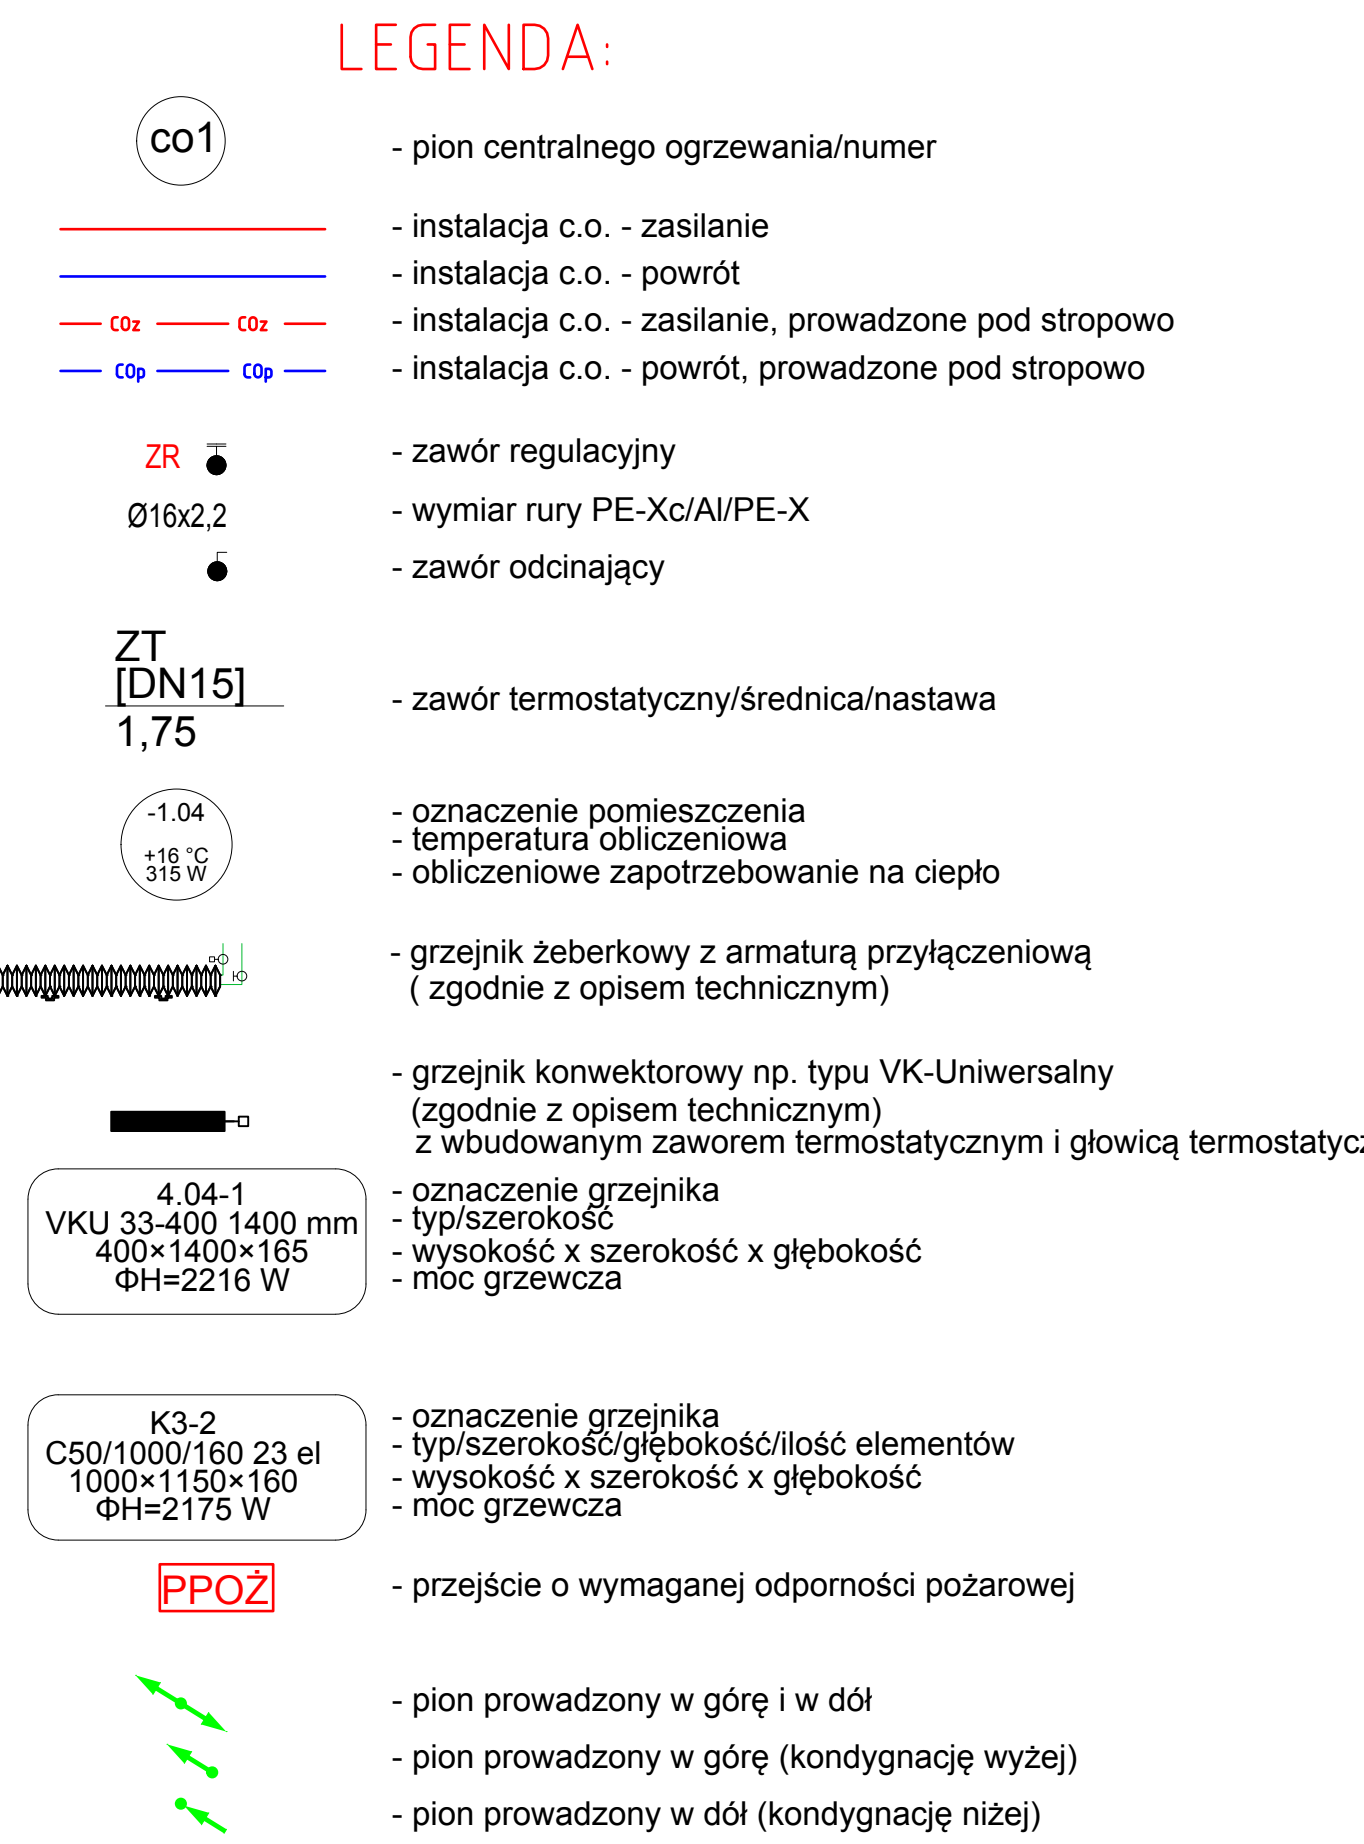 LEGENDA:
co1
- pion centralnego ogrzewania/numer
- instalacja c.o. - zasilanie
- instalacja c.o. - powrót
COz COz
- instalacja c.o. - zasilanie, prowadzone pod stropowo
COp COp
- instalacja c.o. - powrót, prowadzone pod stropowo
ZR
- zawór regulacyjny
Ø16x2,2
- wymiar rury PE-Xc/Al/PE-X
- zawór odcinający
ZT
[DN15]
1,75
- zawór termostatyczny/średnica/nastawa
-1.04
+16 °C
315 W
- oznaczenie pomieszczenia
- temperatura obliczeniowa
- obliczeniowe zapotrzebowanie na ciepło
- grzejnik żeberkowy z armaturą przyłączeniową
( zgodnie z opisem technicznym)
- grzejnik konwektorowy np. typu VK-Uniwersalny
(zgodnie z opisem technicznym)
z wbudowanym zaworem termostatycznym i głowicą termostatycz
4.04-1
VKU 33-400 1400 mm
400×1400×165
ΦH=2216 W
- oznaczenie grzejnika
- typ/szerokość
- wysokość x szerokość x głębokość
- moc grzewcza
K3-2
C50/1000/160 23 el
1000×1150×160
ΦH=2175 W
- oznaczenie grzejnika
- typ/szerokość/głębokość/ilość elementów
- wysokość x szerokość x głębokość
- moc grzewcza
PPOŻ
- przejście o wymaganej odporności pożarowej
- pion prowadzony w górę i w dół
- pion prowadzony w górę (kondygnację wyżej)
- pion prowadzony w dół (kondygnację niżej)